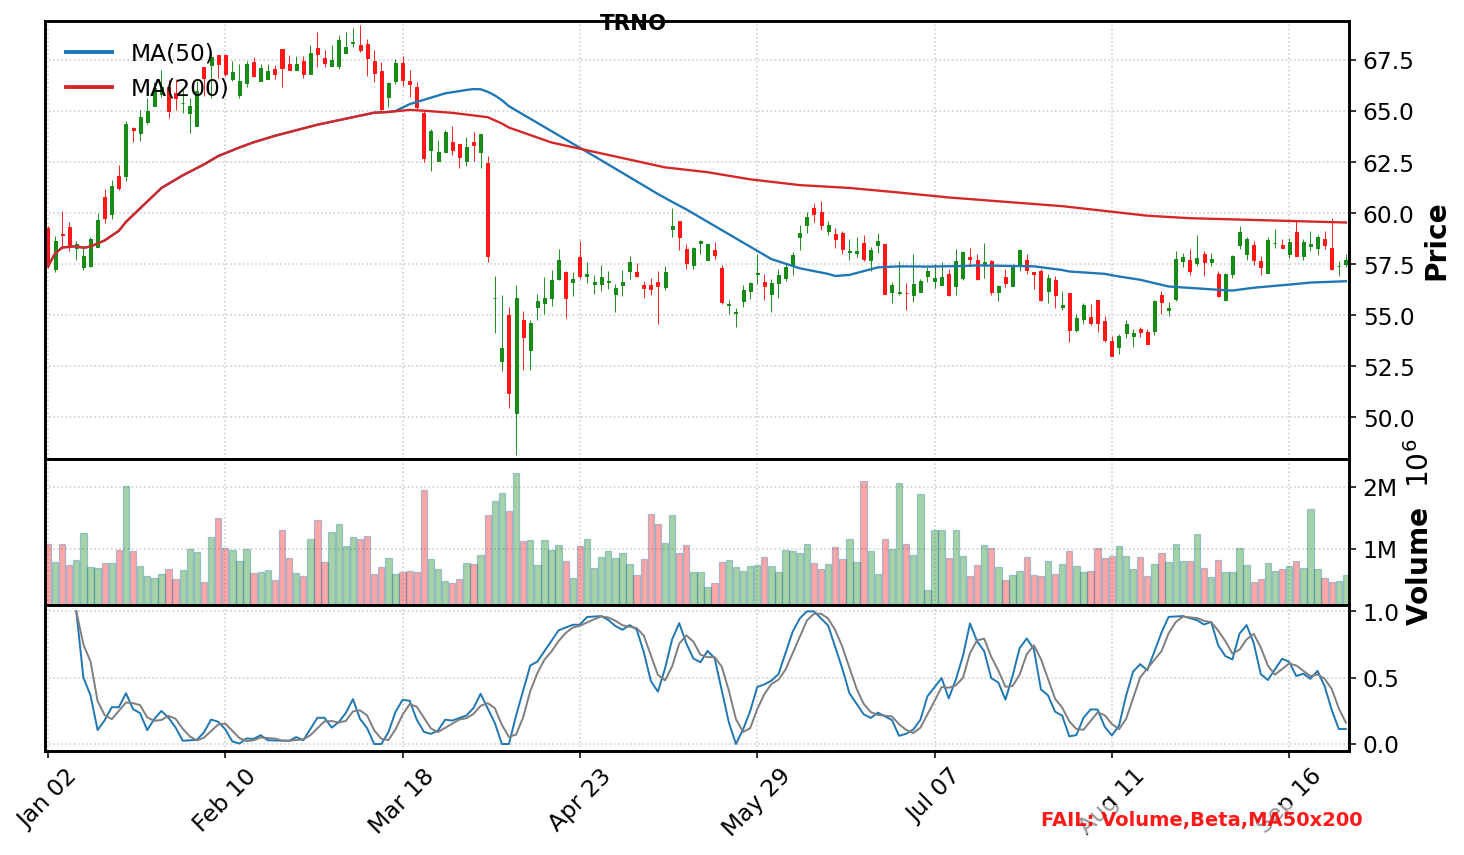 TRNO
MA(50)
MA(200)
67.5
65.0
62.5
60.0
57.5
55.0
52.5
50.0
Price
2M
1M
Volume 10^6
1.0
0.5
0.0
Jan 02
Feb 10
Mar 18
Apr 23
May 29
Jul 07
Aug 11
Sep 16
FAIL: Volume,Beta,MA50x200